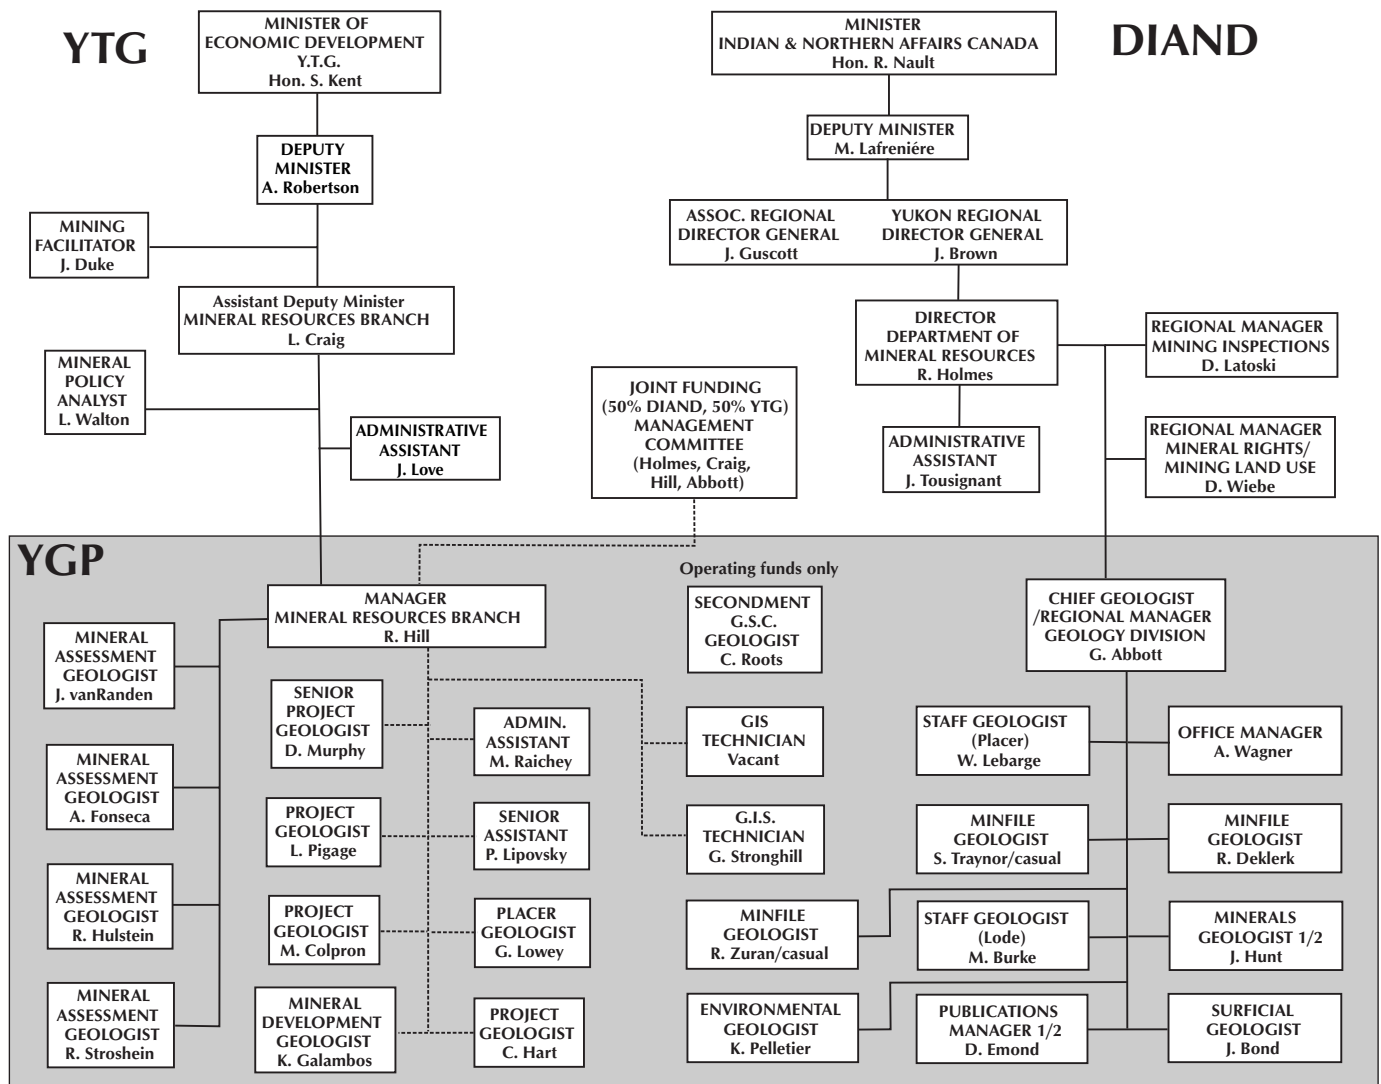 YTG
MINISTER OF
ECONOMIC DEVELOPMENT
Y.T.G.
Hon. S. Kent
MINISTER
INDIAN & NORTHERN AFFAIRS CANADA
Hon. R. Nault
DIAND
DEPUTY
MINISTER
A. Robertson
DEPUTY MINISTER
M. Lafreniére
MINING
FACILITATOR
J. Duke
ASSOC. REGIONAL
DIRECTOR GENERAL
J. Guscott
YUKON REGIONAL
DIRECTOR GENERAL
J. Brown
Assistant Deputy Minister
MINERAL RESOURCES BRANCH
L. Craig
DIRECTOR
DEPARTMENT OF
MINERAL RESOURCES
R. Holmes
REGIONAL MANAGER
MINING INSPECTIONS
D. Latoski
MINERAL
POLICY
ANALYST
L. Walton
JOINT FUNDING
(50% DIAND, 50% YTG)
MANAGEMENT
COMMITTEE
(Holmes, Craig,
Hill, Abbott)
ADMINISTRATIVE
ASSISTANT
J. Love
ADMINISTRATIVE
ASSISTANT
J. Tousignant
REGIONAL MANAGER
MINERAL RIGHTS/
MINING LAND USE
D. Wiebe
YGP
MANAGER
MINERAL RESOURCES BRANCH
R. Hill
Operating funds only
SECONDMENT
G.S.C.
GEOLOGIST
C. Roots
CHIEF GEOLOGIST
/REGIONAL MANAGER
GEOLOGY DIVISION
G. Abbott
MINERAL
ASSESSMENT
GEOLOGIST
J. vanRanden
SENIOR
PROJECT
GEOLOGIST
D. Murphy
ADMIN.
ASSISTANT
M. Raichey
GIS
TECHNICIAN
Vacant
STAFF GEOLOGIST
(Placer)
W. Lebarge
OFFICE MANAGER
A. Wagner
MINERAL
ASSESSMENT
GEOLOGIST
A. Fonseca
PROJECT
GEOLOGIST
L. Pigage
SENIOR
ASSISTANT
P. Lipovsky
G.I.S.
TECHNICIAN
G. Stronghill
MINFILE
GEOLOGIST
S. Traynor/casual
MINFILE
GEOLOGIST
R. Deklerk
MINERAL
ASSESSMENT
GEOLOGIST
R. Hulstein
PROJECT
GEOLOGIST
M. Colpron
PLACER
GEOLOGIST
G. Lowey
MINFILE
GEOLOGIST
R. Zuran/casual
STAFF GEOLOGIST
(Lode)
M. Burke
MINERALS
GEOLOGIST 1/2
J. Hunt
MINERAL
ASSESSMENT
GEOLOGIST
R. Stroshein
MINERAL
DEVELOPMENT
GEOLOGIST
K. Galambos
PROJECT
GEOLOGIST
C. Hart
ENVIRONMENTAL
GEOLOGIST
K. Pelletier
PUBLICATIONS
MANAGER 1/2
D. Emond
SURFICIAL
GEOLOGIST
J. Bond